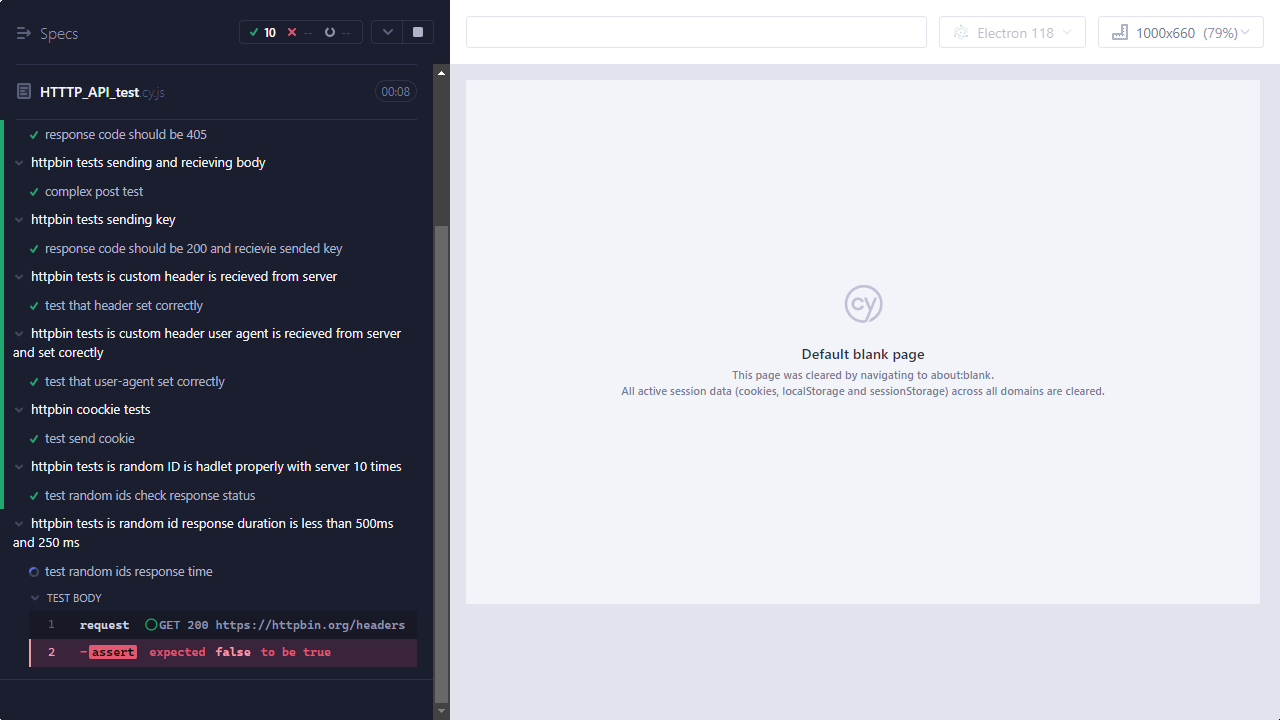 Specs
10
--
--
Electron 118
1000x660 (79%)
HTTTP_API_test.cy.js
00:08
response code should be 405
httpbin tests sending and recieving body
complex post test
httpbin tests sending key
response code should be 200 and recievie sended key
httpbin tests is custom header is recieved from server
test that header set correctly
httpbin tests is custom header user agent is recieved from server
and set corectly
test that user-agent set correctly
httpbin coockie tests
test send cookie
httpbin tests is random ID is hadlet properly with server 10 times
test random ids check response status
httpbin tests is random id response duration is less than 500ms
and 250 ms
test random ids response time
TEST BODY
1 request GET 200 https://httpbin.org/headers
2 -assert expected false to be true
cy
Default blank page
This page was cleared by navigating to about:blank.
All active session data (cookies, localStorage and sessionStorage) across all domains are cleared.